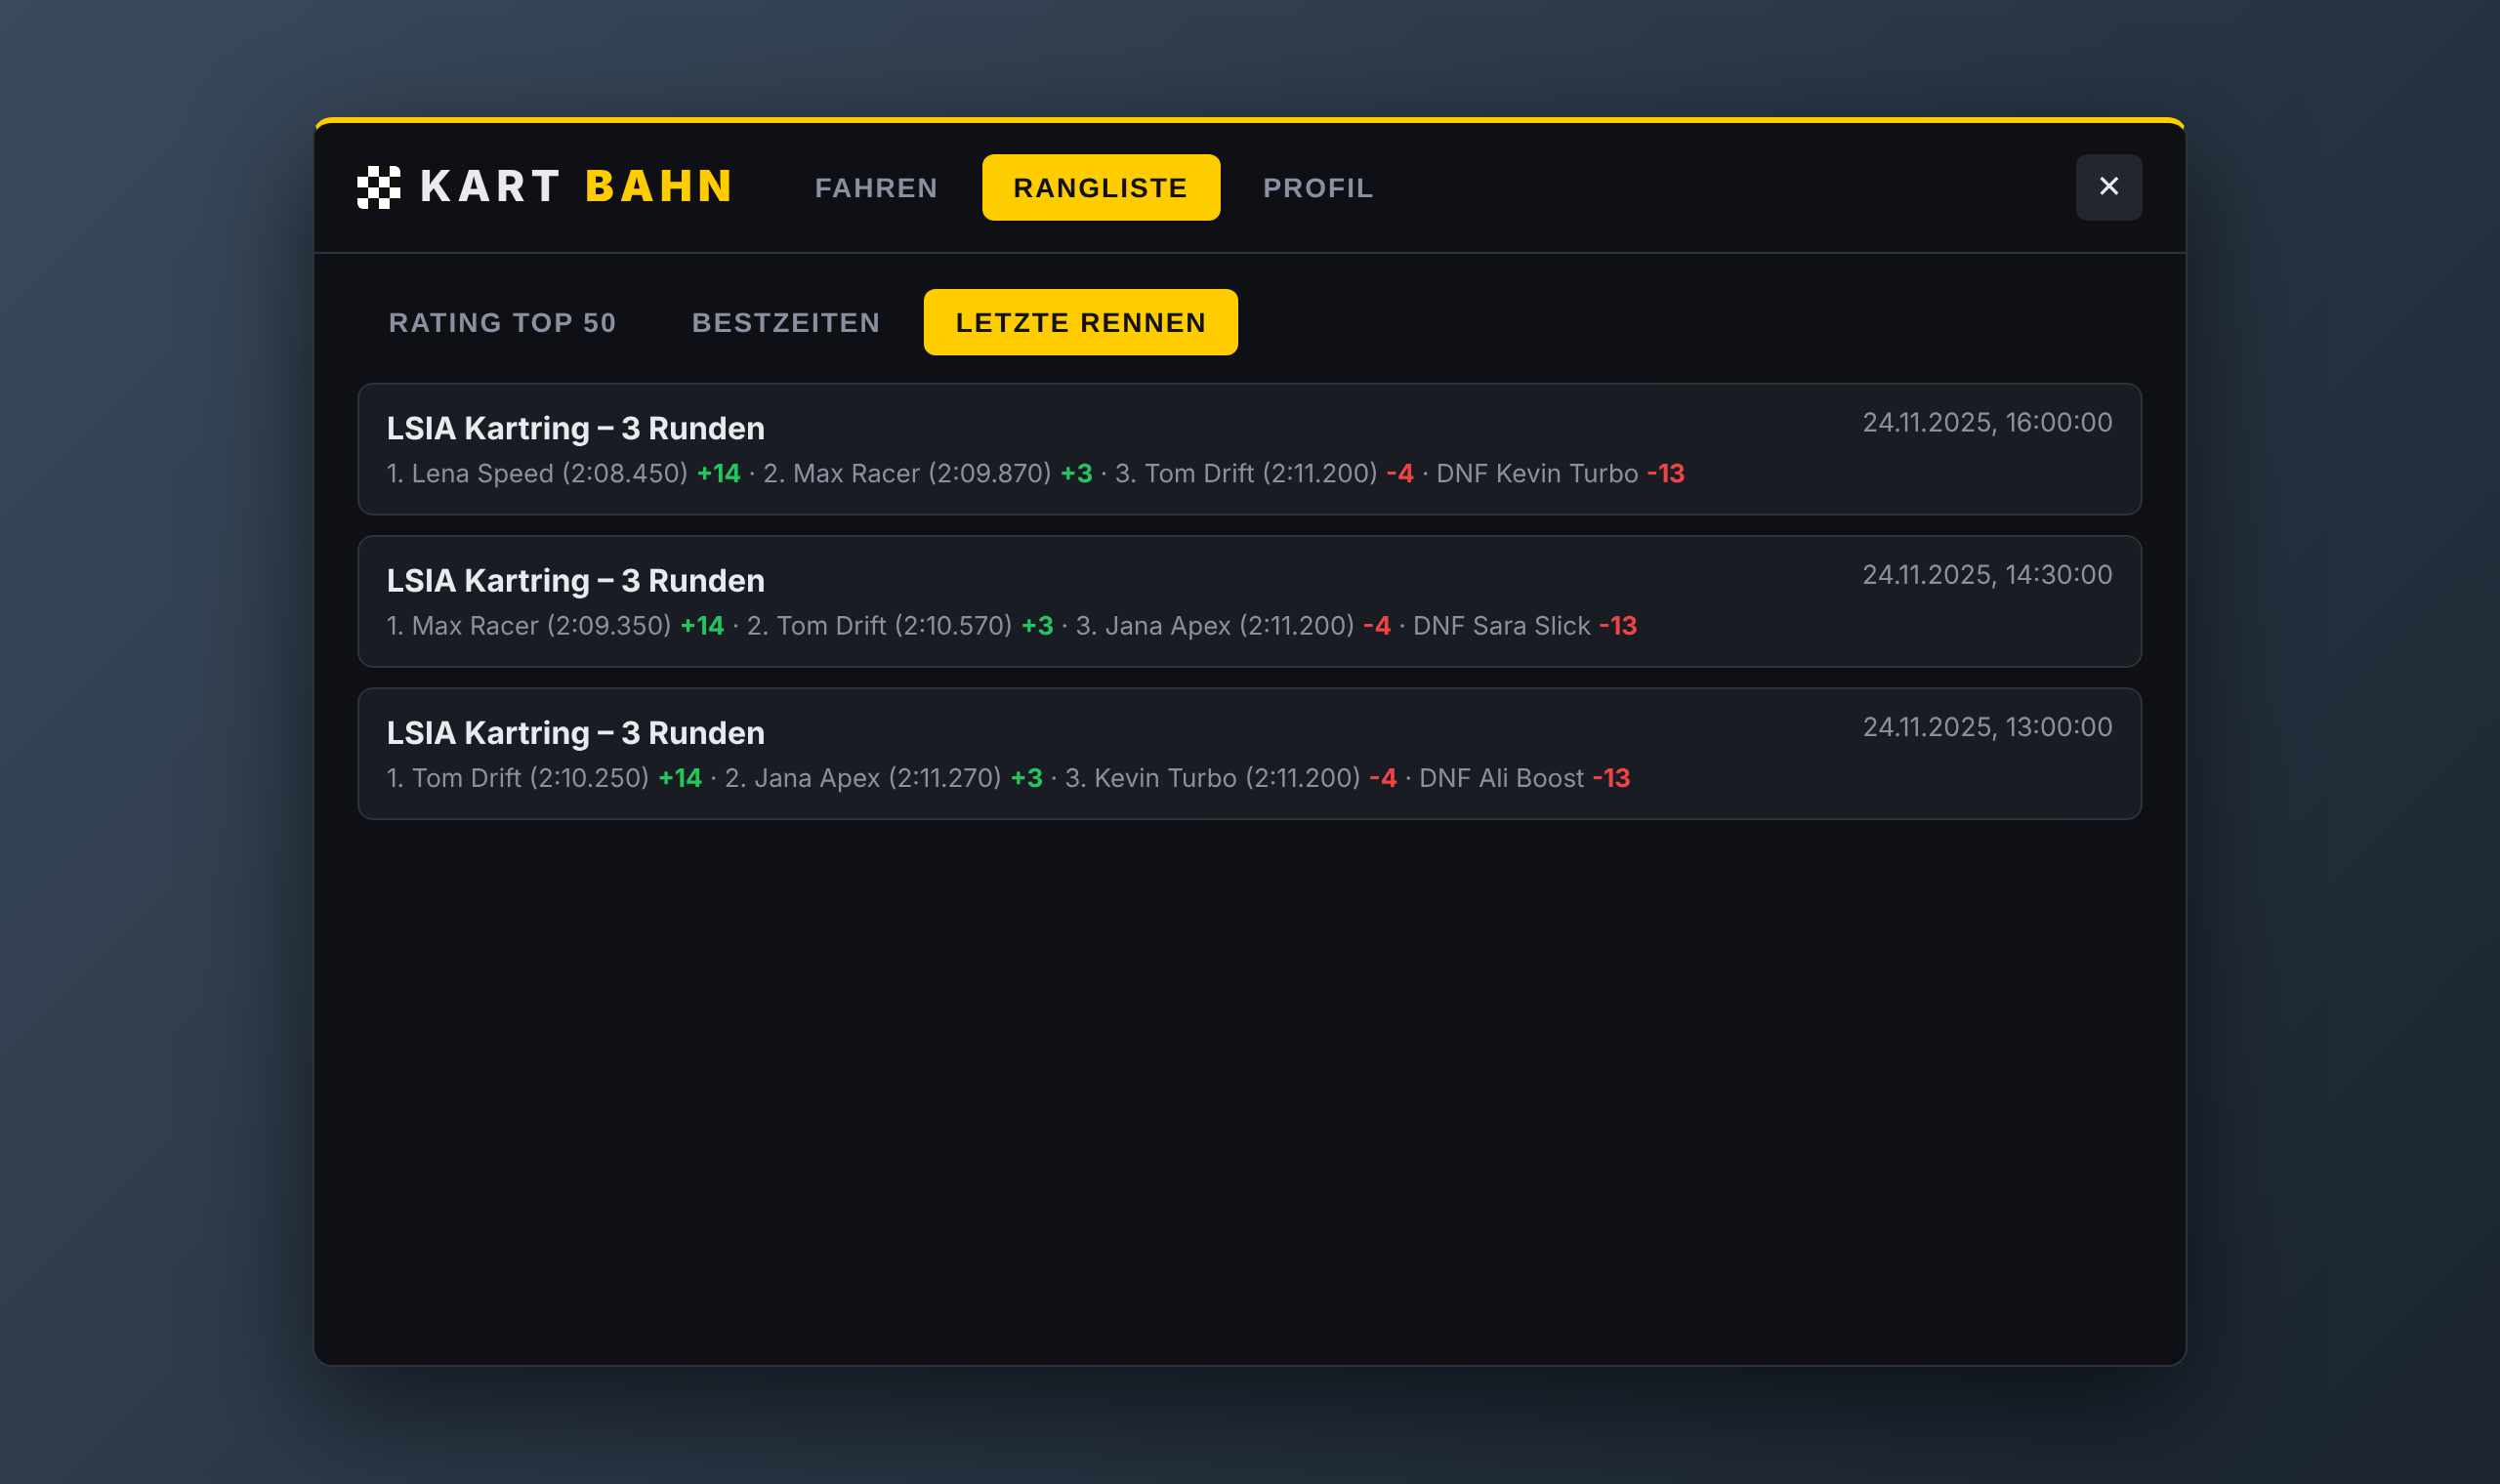 KART BAHN FAHREN RANGLISTE PROFIL ✕
RATING TOP 50 BESTZEITEN LETZTE RENNEN
LSIA Kartring – 3 Runden 24.11.2025, 16:00:00
1. Lena Speed (2:08.450) +14 · 2. Max Racer (2:09.870) +3 · 3. Tom Drift (2:11.200) -4 · DNF Kevin Turbo -13
LSIA Kartring – 3 Runden 24.11.2025, 14:30:00
1. Max Racer (2:09.350) +14 · 2. Tom Drift (2:10.570) +3 · 3. Jana Apex (2:11.200) -4 · DNF Sara Slick -13
LSIA Kartring – 3 Runden 24.11.2025, 13:00:00
1. Tom Drift (2:10.250) +14 · 2. Jana Apex (2:11.270) +3 · 3. Kevin Turbo (2:11.200) -4 · DNF Ali Boost -13